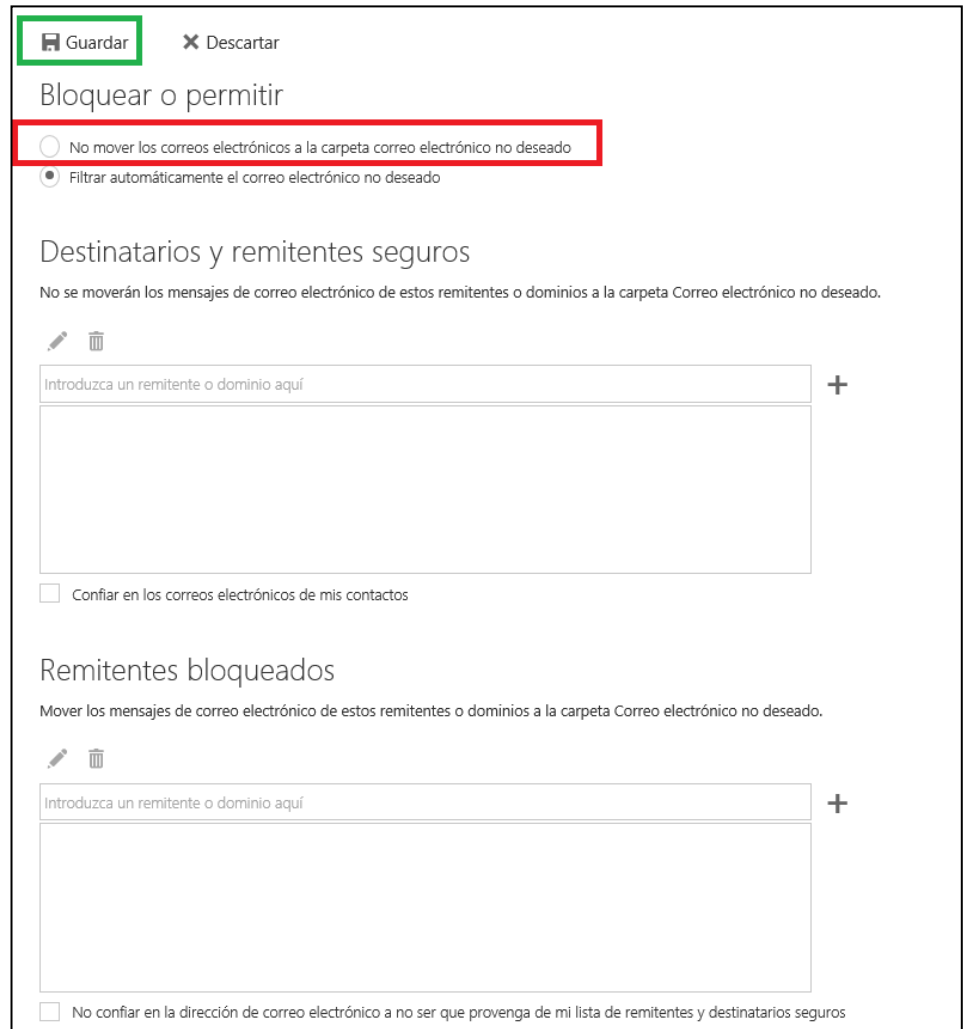 Guardar Descartar
Bloquear o permitir
No mover los correos electrónicos a la carpeta correo electrónico no deseado
Filtrar automáticamente el correo electrónico no deseado
Destinatarios y remitentes seguros
No se moverán los mensajes de correo electrónico de estos remitentes o dominios a la carpeta Correo electrónico no deseado.
Introduzca un remitente o dominio aquí
Confiar en los correos electrónicos de mis contactos
Remitentes bloqueados
Mover los mensajes de correo electrónico de estos remitentes o dominios a la carpeta Correo electrónico no deseado.
Introduzca un remitente o dominio aquí
No confiar en la dirección de correo electrónico a no ser que provenga de mi lista de remitentes y destinatarios seguros